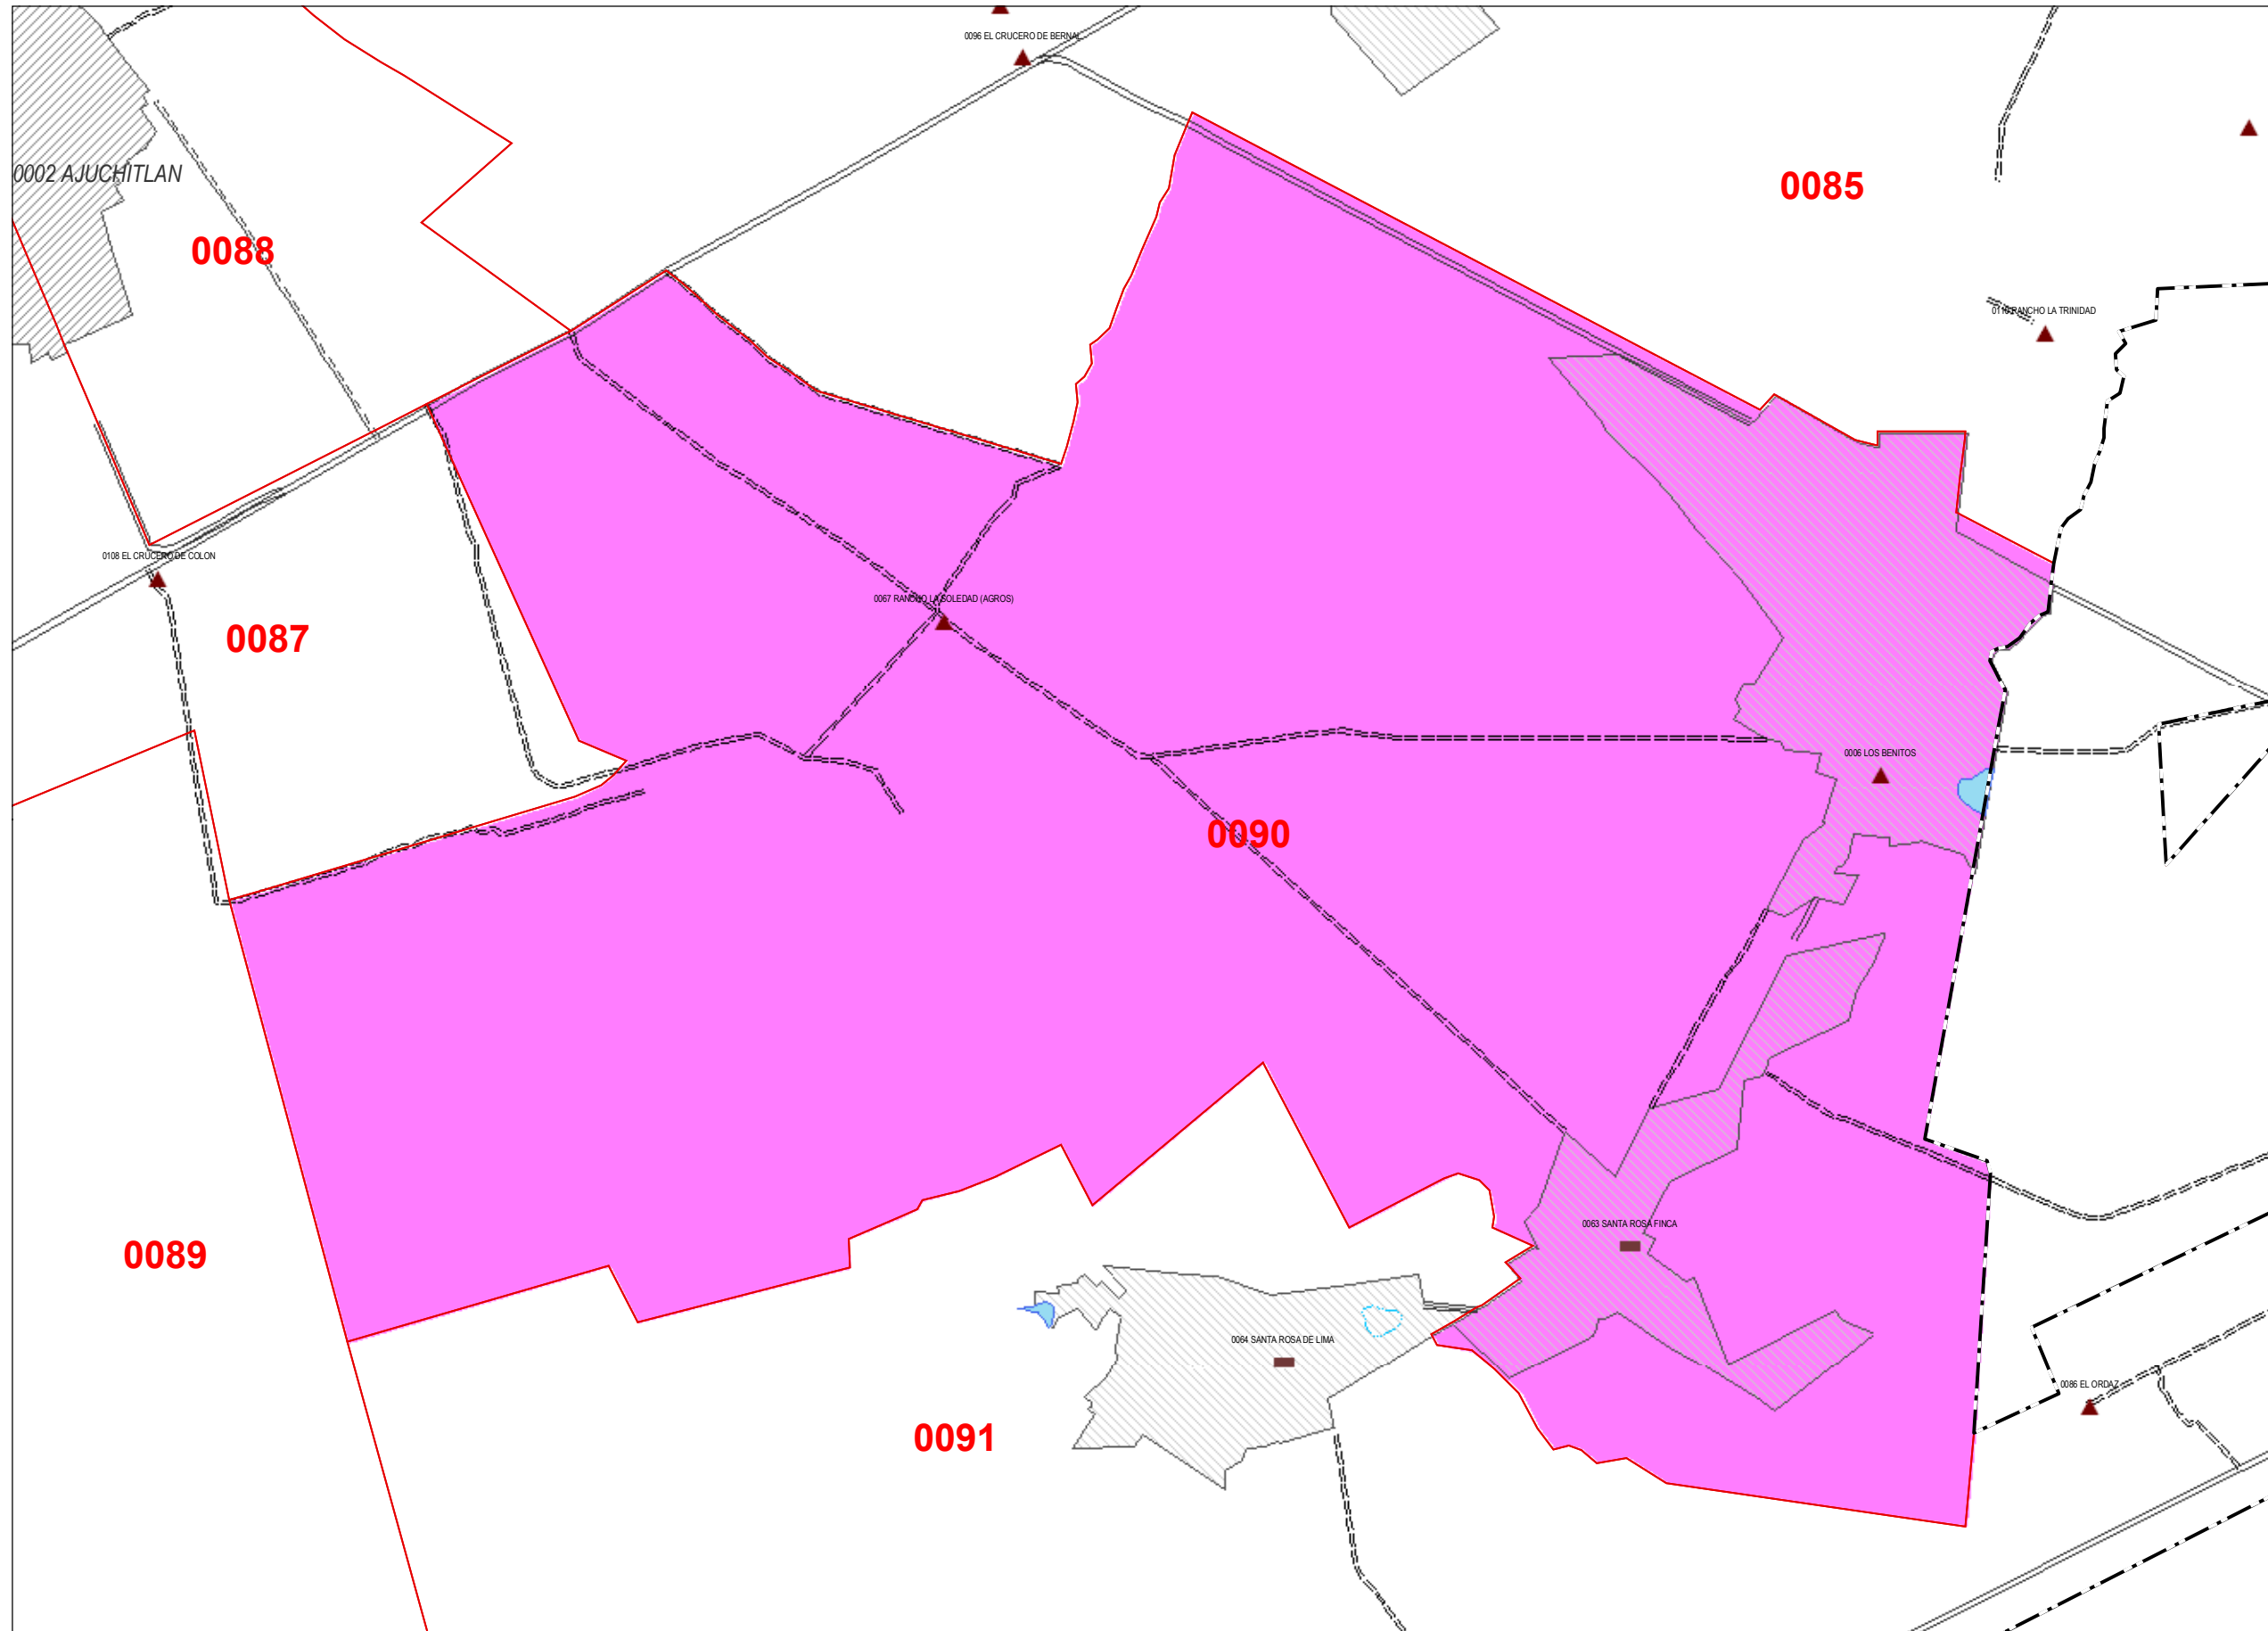 0096 EL CRUCERO DE BERNAL
0002 AJUCHITLAN
0085
0088
0110 RANCHO LA TRINIDAD
0108 EL CRUCERO DE COLON
0067 RANCHO LA SOLEDAD (AGROS)
0087
0006 LOS BENITOS
0090
0063 SANTA ROSA FINCA
0089
0064 SANTA ROSA DE LIMA
0086 EL ORDAZ
0091